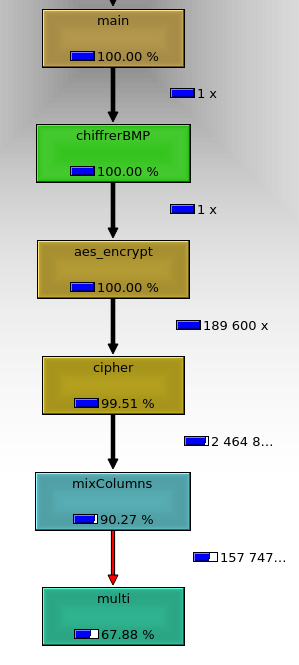 main
100.00 %
1 x
chiffrerBMP
100.00 %
1 x
aes_encrypt
100.00 %
189 600 x
cipher
99.51 %
2 464 8...
mixColumns
90.27 %
157 747...
multi
67.88 %